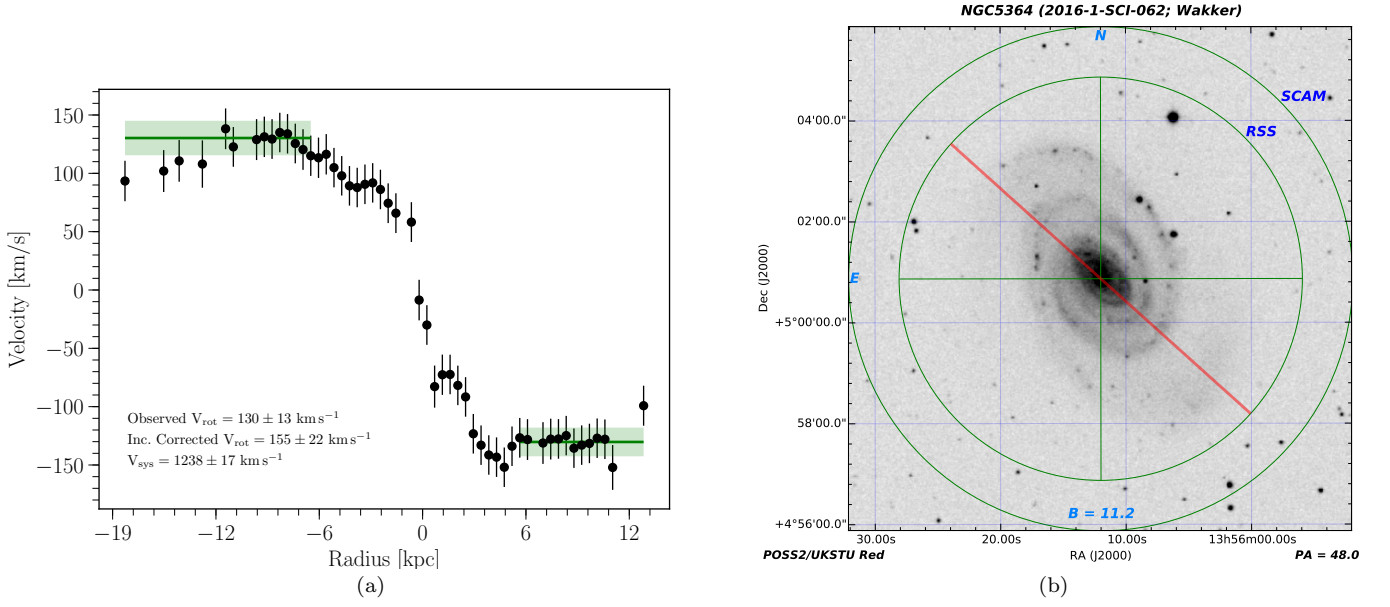 150
100
50
0
−50
−100
−150
−19
−12
−6
0
6
12
Velocity [km/s]
Radius [kpc]
Observed V_rot = 130 ± 13 km s⁻¹
Inc. Corrected V_rot = 155 ± 22 km s⁻¹
V_sys = 1238 ± 17 km s⁻¹
(a)
NGC5364 (2016-1-SCI-062; Wakker)
N
SCAM
RSS
E
B = 11.2
04'00.0"
02'00.0"
+5°00'00.0"
58'00.0"
+4°56'00.0"
Dec (J2000)
30.00s
20.00s
10.00s
13h56m00.00s
RA (J2000)
POSS2/UKSTU Red
PA = 48.0
(b)